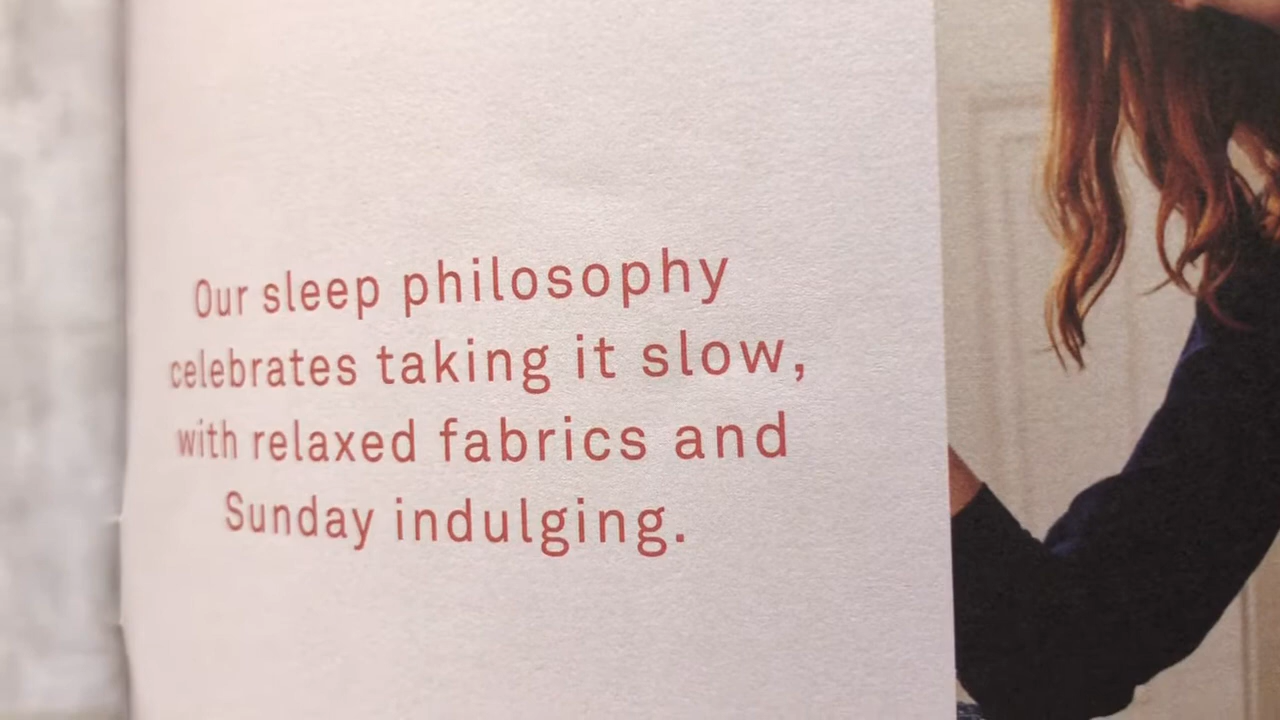 Our sleep philosophy
celebrates taking it slow,
with relaxed fabrics and
Sunday indulging.